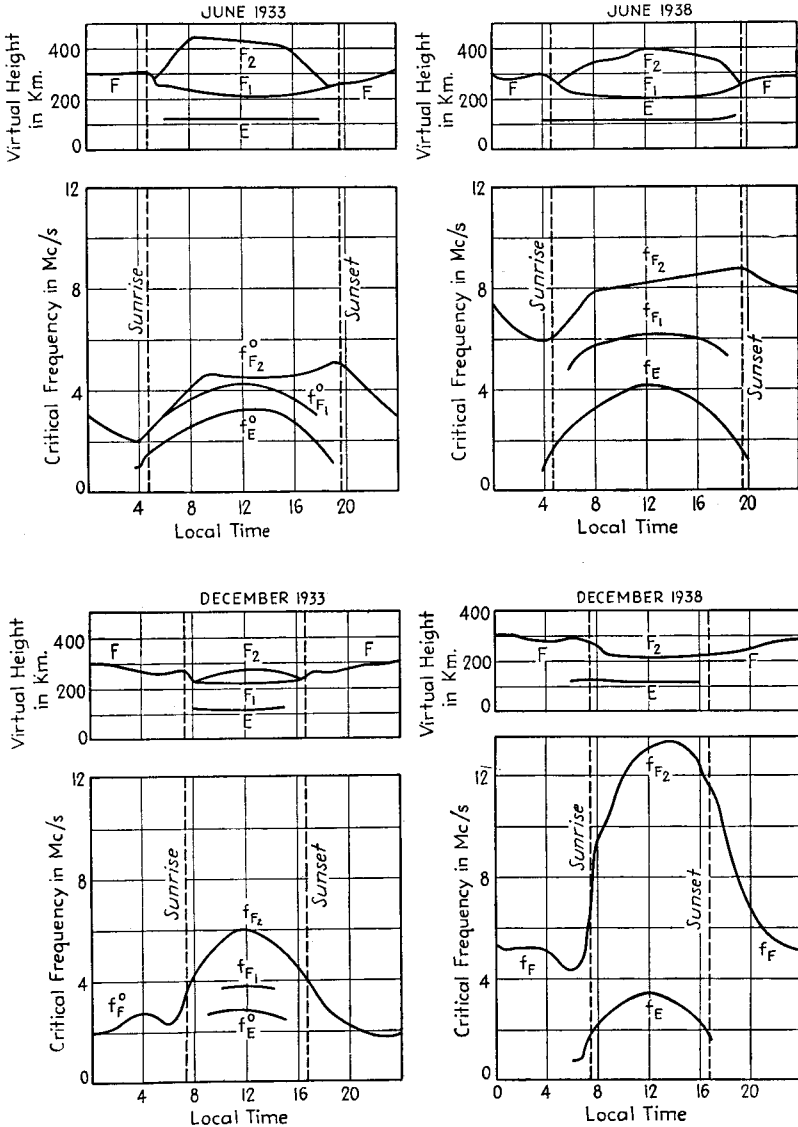 JUNE 1933
Virtual Height
in Km.
400
200
0
F
F2
F1
F
E
Critical Frequency in Mc/s
12
8
4
0
Sunrise
Sunset
f°F2
f°F1
f°E
4 8 12 16 20
Local Time
JUNE 1938
Virtual Height
in Km.
400
200
0
F
F2
F1
F
E
Critical Frequency in Mc/s
12
8
4
0
Sunrise
Sunset
fF2
fF1
fE
4 8 12 16 20
Local Time
DECEMBER 1933
Virtual Height
in Km.
400
200
0
F
F2
F
F1
E
Critical Frequency in Mc/s
12
8
4
0
Sunrise
Sunset
fF2
fF1
f°F
f°E
4 8 12 16 20
Local Time
DECEMBER 1938
Virtual Height
in Km.
400
200
0
F
F2
F
E
Critical Frequency in Mc/s
12
8
4
0
Sunrise
Sunset
fF2
fF
fF
fE
0 4 8 12 16 20
Local Time